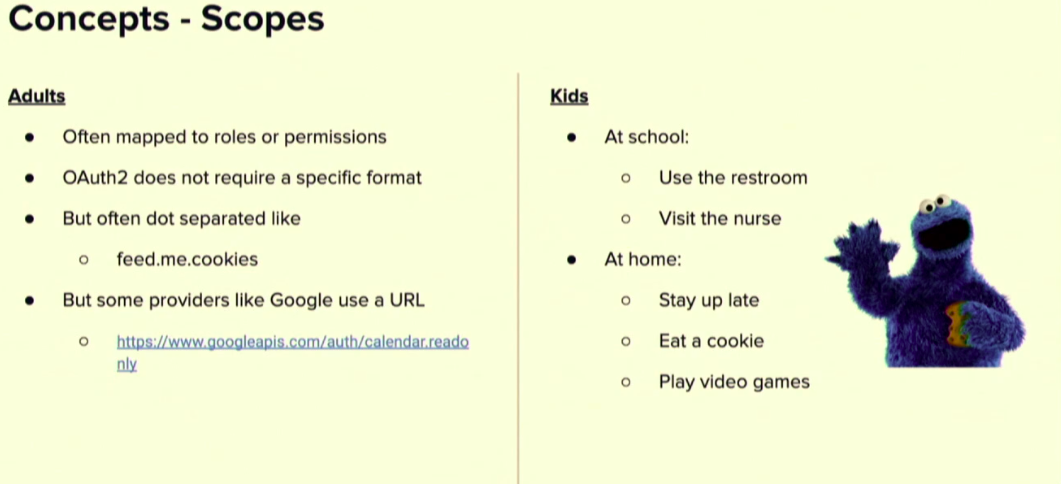 Concepts - Scopes
Adults
● Often mapped to roles or permissions
● OAuth2 does not require a specific format
● But often dot separated like
○ feed.me.cookies
● But some providers like Google use a URL
○ https://www.googleapis.com/auth/calendar.reado
nly
Kids
● At school:
○ Use the restroom
○ Visit the nurse
● At home:
○ Stay up late
○ Eat a cookie
○ Play video games